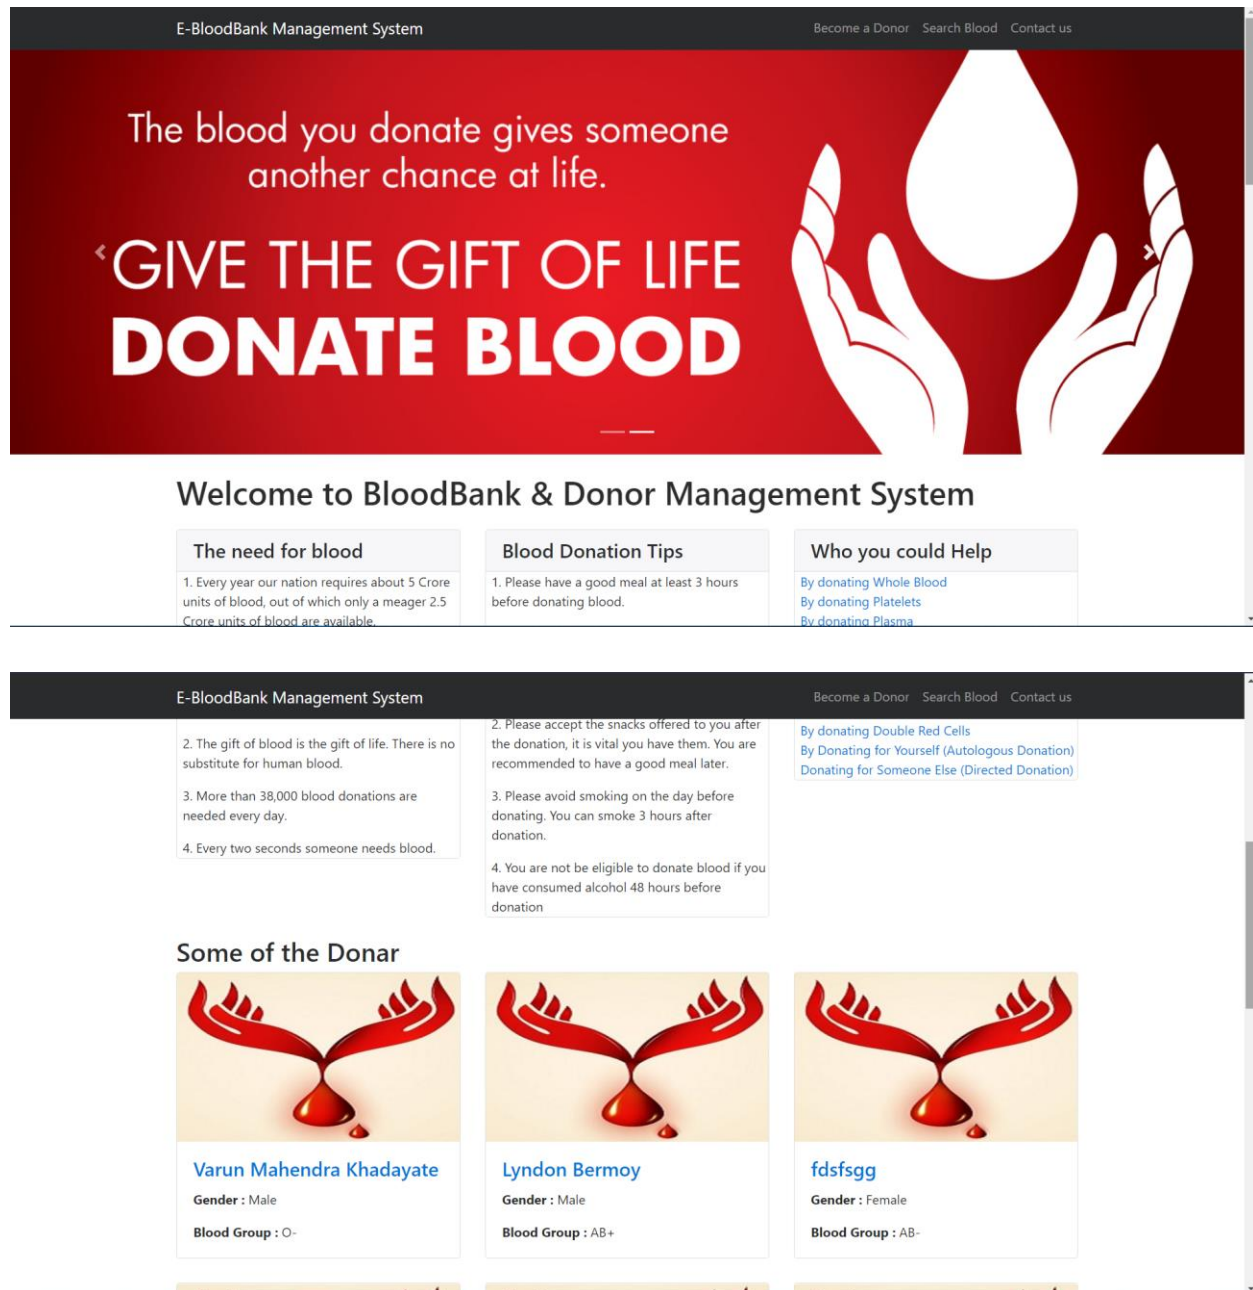 E-BloodBank Management System
Become a Donor Search Blood Contact us
The blood you donate gives someone
another chance at life.
GIVE THE GIFT OF LIFE
DONATE BLOOD
Welcome to BloodBank & Donor Management System
The need for blood
1. Every year our nation requires about 5 Crore
units of blood, out of which only a meager 2.5
Crore units of blood are available.
Blood Donation Tips
1. Please have a good meal at least 3 hours
before donating blood.
Who you could Help
By donating Whole Blood
By donating Platelets
By donating Plasma
E-BloodBank Management System
Become a Donor Search Blood Contact us
2. The gift of blood is the gift of life. There is no
substitute for human blood.
3. More than 38,000 blood donations are
needed every day.
4. Every two seconds someone needs blood.
2. Please accept the snacks offered to you after
the donation, it is vital you have them. You are
recommended to have a good meal later.
3. Please avoid smoking on the day before
donating. You can smoke 3 hours after
donation.
4. You are not be eligible to donate blood if you
have consumed alcohol 48 hours before
donation
By donating Double Red Cells
By Donating for Yourself (Autologous Donation)
Donating for Someone Else (Directed Donation)
Some of the Donar
Varun Mahendra Khadayate
Gender : Male
Blood Group : O-
Lyndon Bermoy
Gender : Male
Blood Group : AB+
fdsfsgg
Gender : Female
Blood Group : AB-